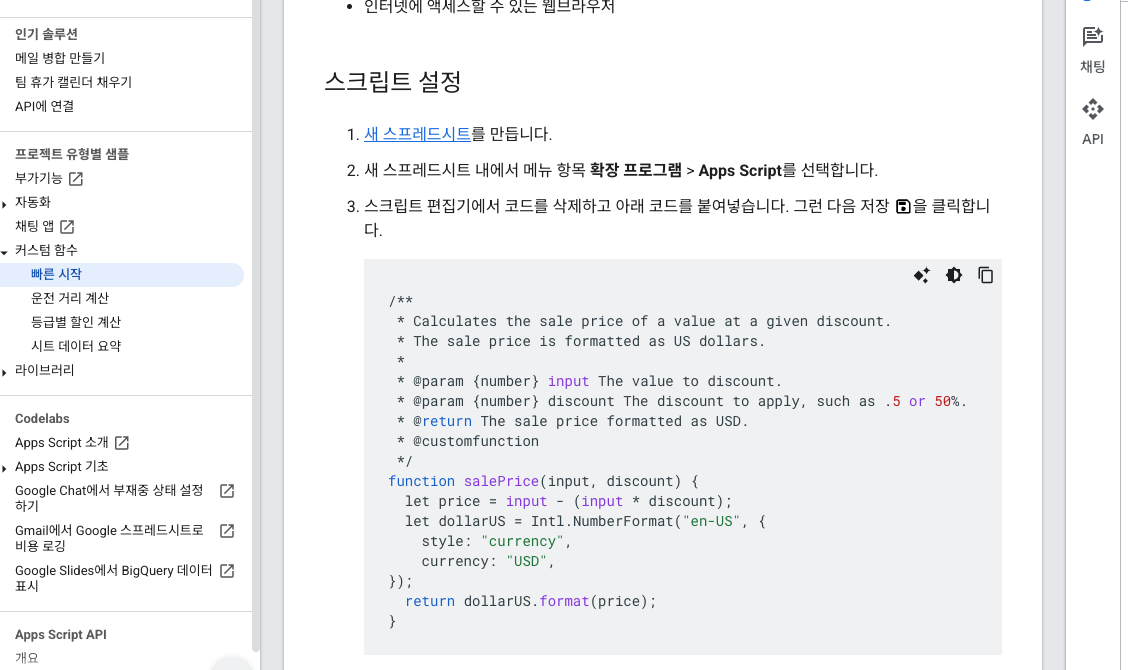 인기 솔루션
메일 병합 만들기
팀 휴가 캘린더 채우기
API에 연결
프로젝트 유형별 샘플
부가기능
자동화
채팅 앱
커스텀 함수
빠른 시작
운전 거리 계산
등급별 할인 계산
시트 데이터 요약
라이브러리
Codelabs
Apps Script 소개
Apps Script 기초
Google Chat에서 부재중 상태 설정
하기
Gmail에서 Google 스프레드시트로
비용 로깅
Google Slides에서 BigQuery 데이터
표시
Apps Script API
개요
• 인터넷에 액세스할 수 있는 웹브라우저
스크립트 설정
1. 새 스프레드시트를 만듭니다.
2. 새 스프레드시트 내에서 메뉴 항목 확장 프로그램 > Apps Script를 선택합니다.
3. 스크립트 편집기에서 코드를 삭제하고 아래 코드를 붙여넣습니다. 그런 다음 저장 을 클릭합니
다.
/**
 * Calculates the sale price of a value at a given discount.
 * The sale price is formatted as US dollars.
 *
 * @param {number} input The value to discount.
 * @param {number} discount The discount to apply, such as .5 or 50%.
 * @return The sale price formatted as USD.
 * @customfunction
 */
function salePrice(input, discount) {
  let price = input - (input * discount);
  let dollarUS = Intl.NumberFormat("en-US", {
    style: "currency",
    currency: "USD",
});
  return dollarUS.format(price);
}
채팅
API